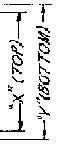 "X" (TOP)
"Y" (BOTTOM)